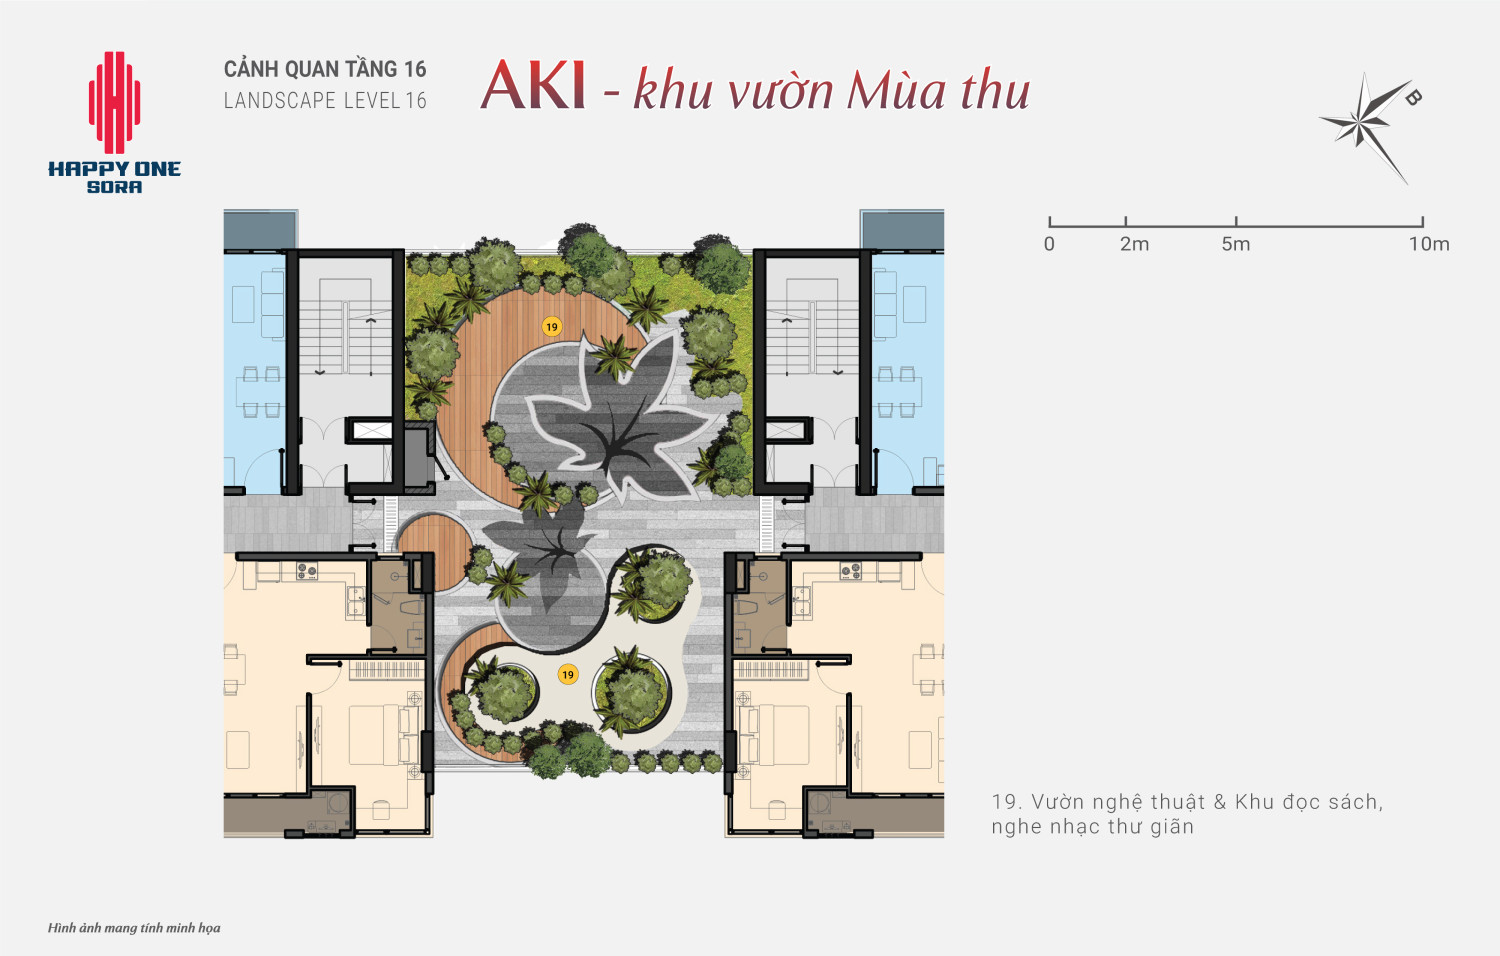 HAPPY ONE
SORA
CẢNH QUAN TẦNG 16
LANDSCAPE LEVEL 16
AKI - khu vườn Mùa thu
B
0 2m 5m 10m
19
19
19. Vườn nghệ thuật & Khu đọc sách,
nghe nhạc thư giãn
Hình ảnh mang tính minh họa